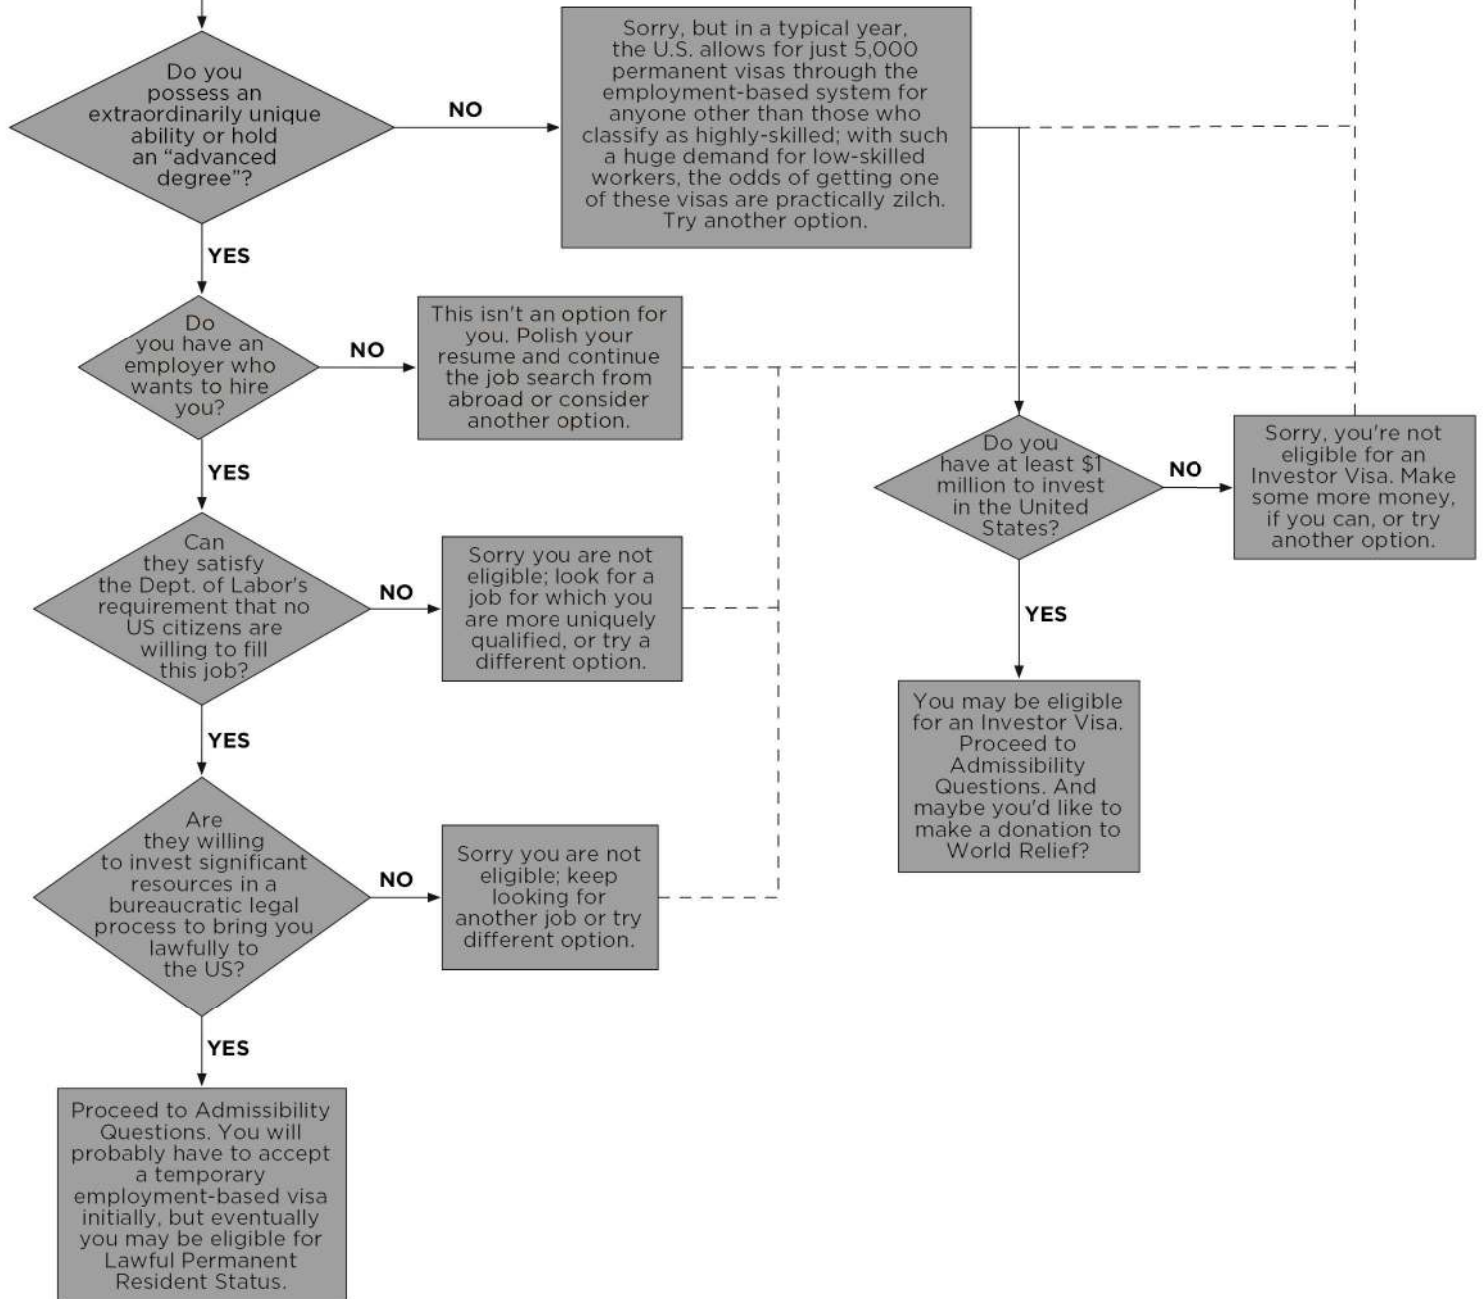 Do you
possess an
extraordinarily unique
ability or hold
an “advanced
degree”?
NO
Sorry, but in a typical year,
the U.S. allows for just 5,000
permanent visas through the
employment-based system for
anyone other than those who
classify as highly-skilled; with such
a huge demand for low-skilled
workers, the odds of getting one
of these visas are practically zilch.
Try another option.
YES
Do
you have an
employer who
wants to hire
you?
NO
This isn't an option for
you. Polish your
resume and continue
the job search from
abroad or consider
another option.
Do you
have at least $1
million to invest
in the United
States?
NO
Sorry, you're not
eligible for an
Investor Visa. Make
some more money,
if you can, or try
another option.
YES
Can
they satisfy
the Dept. of Labor's
requirement that no
US citizens are
willing to fill
this job?
NO
Sorry you are not
eligible; look for a
job for which you
are more uniquely
qualified, or try a
different option.
YES
You may be eligible
for an Investor Visa.
Proceed to
Admissibility
Questions. And
maybe you'd like to
make a donation to
World Relief?
YES
Are
they willing
to invest significant
resources in a
bureaucratic legal
process to bring you
lawfully to
the US?
NO
Sorry you are not
eligible; keep
looking for
another job or try
different option.
YES
Proceed to Admissibility
Questions. You will
probably have to accept
a temporary
employment-based visa
initially, but eventually
you may be eligible for
Lawful Permanent
Resident Status.